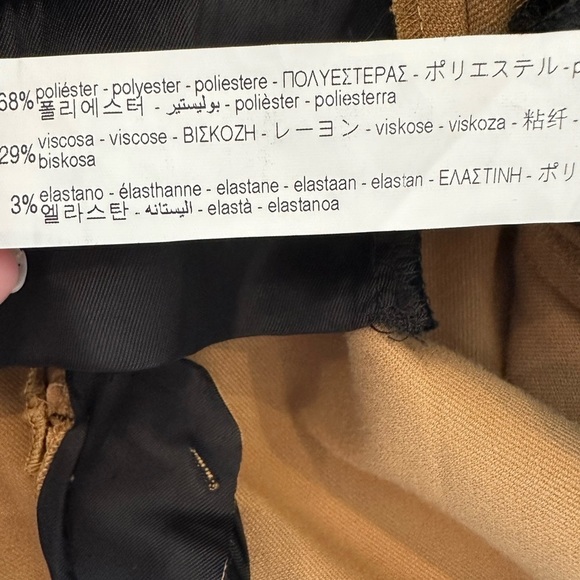 68% poliéster - polyester - poliestere - ΠΟΛΥΕΣΤΕΡΑΣ - ポリエステル - p
폴리에스터 - بوليستير - polièster - poliesterra
29% viscosa - viscose - ΒΙΣΚΟΖΗ - レーヨン - viskose - viskoza - 粘纤 -
biskosa
3% elastano - élasthanne - elastane - elastaan - elastan - ΕΛΑΣΤΙΝΗ - ポリ
엘라스탄 - اليستانه - elastà - elastanoa